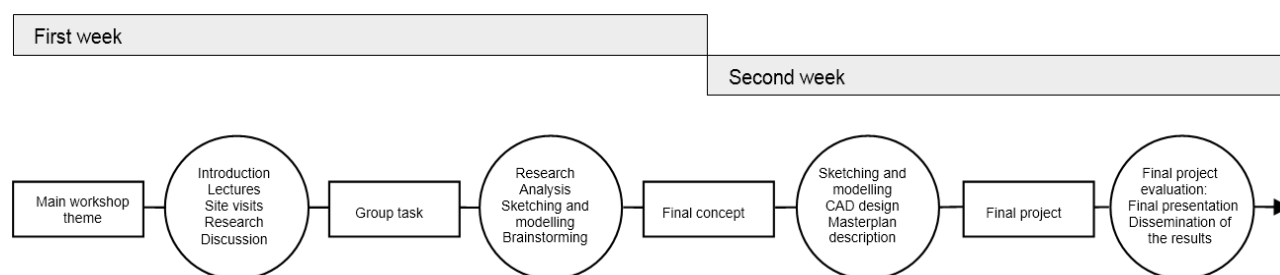 First week
Second week
Main workshop
theme
Introduction
Lectures
Site visits
Research
Discussion
Group task
Research
Analysis
Sketching and
modelling
Brainstorming
Final concept
Sketching and
modelling
CAD design
Masterplan
description
Final project
Final project
evaluation:
Final presentation
Dissemination of
the results